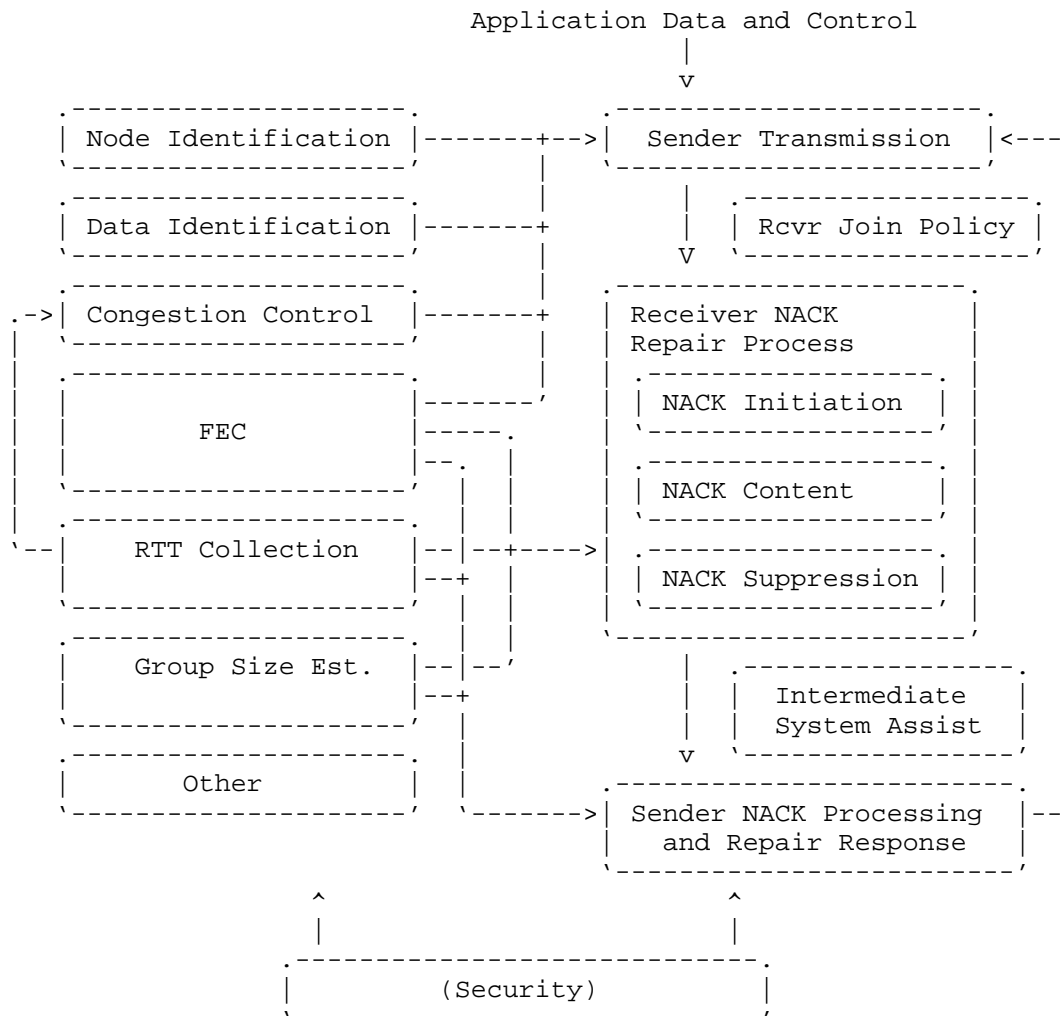 Application Data and Control
Node Identification
Sender Transmission
Data Identification
Rcvr Join Policy
Congestion Control
Receiver NACK
Repair Process
NACK Initiation
FEC
NACK Content
RTT Collection
NACK Suppression
Group Size Est.
Intermediate
System Assist
Other
Sender NACK Processing
and Repair Response
(Security)